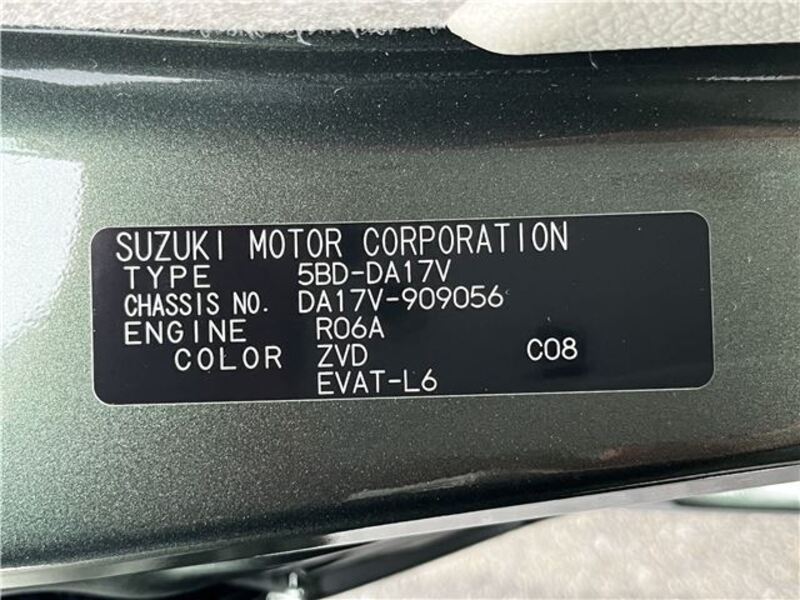 SUZUKI MOTOR CORPORATION
TYPE 5BD-DA17V
CHASSIS NO. DA17V-909056
ENGINE R06A
COLOR ZVD C08
EVAT-L6